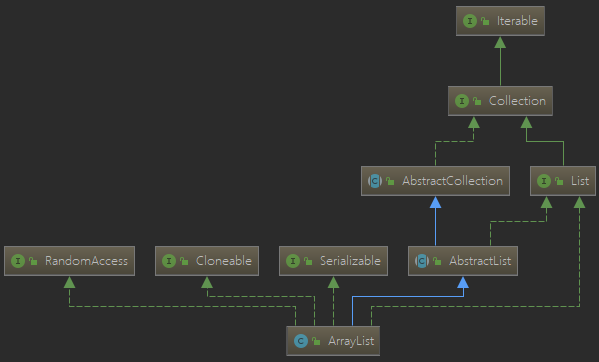 I Iterable
I Collection
C AbstractCollection
I List
I RandomAccess
I Cloneable
I Serializable
C AbstractList
C ArrayList